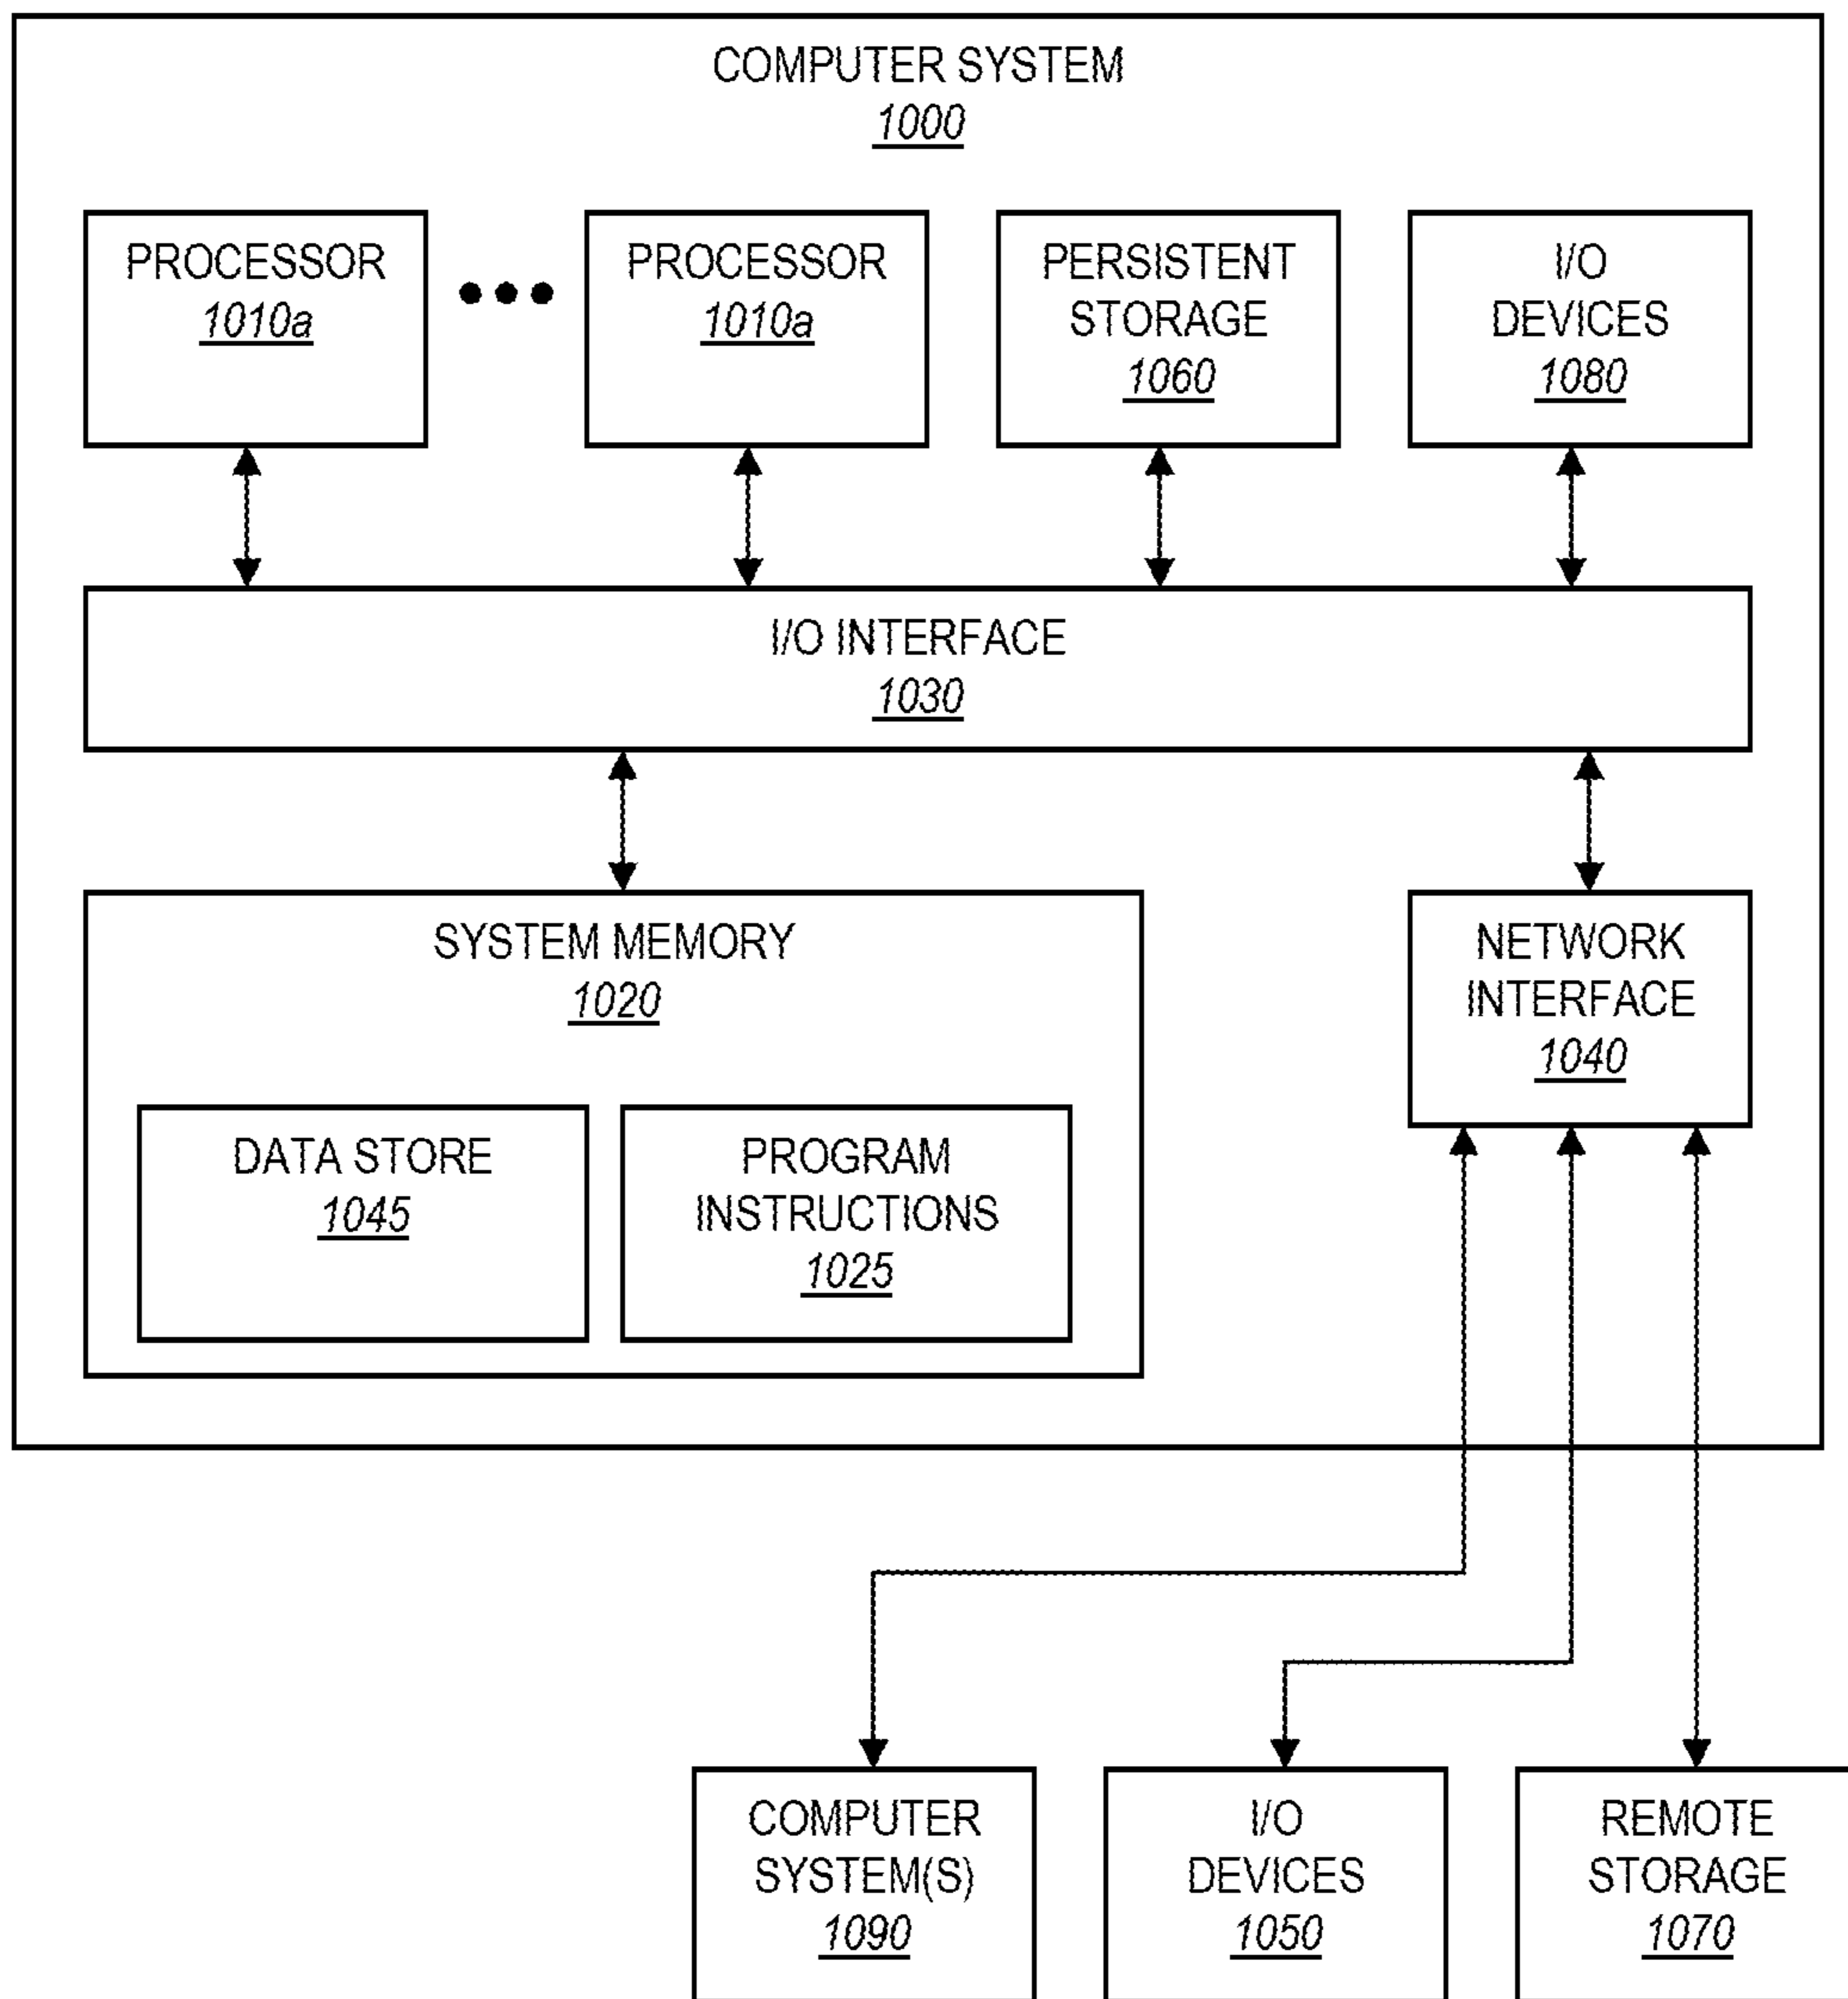 COMPUTER SYSTEM
1000
PROCESSOR
1010a
PROCESSOR
1010a
PERSISTENT
STORAGE
1060
I/O
DEVICES
1080
I/O INTERFACE
1030
SYSTEM MEMORY
1020
DATA STORE
1045
PROGRAM
INSTRUCTIONS
1025
NETWORK
INTERFACE
1040
COMPUTER
SYSTEM(S)
1090
I/O
DEVICES
1050
REMOTE
STORAGE
1070